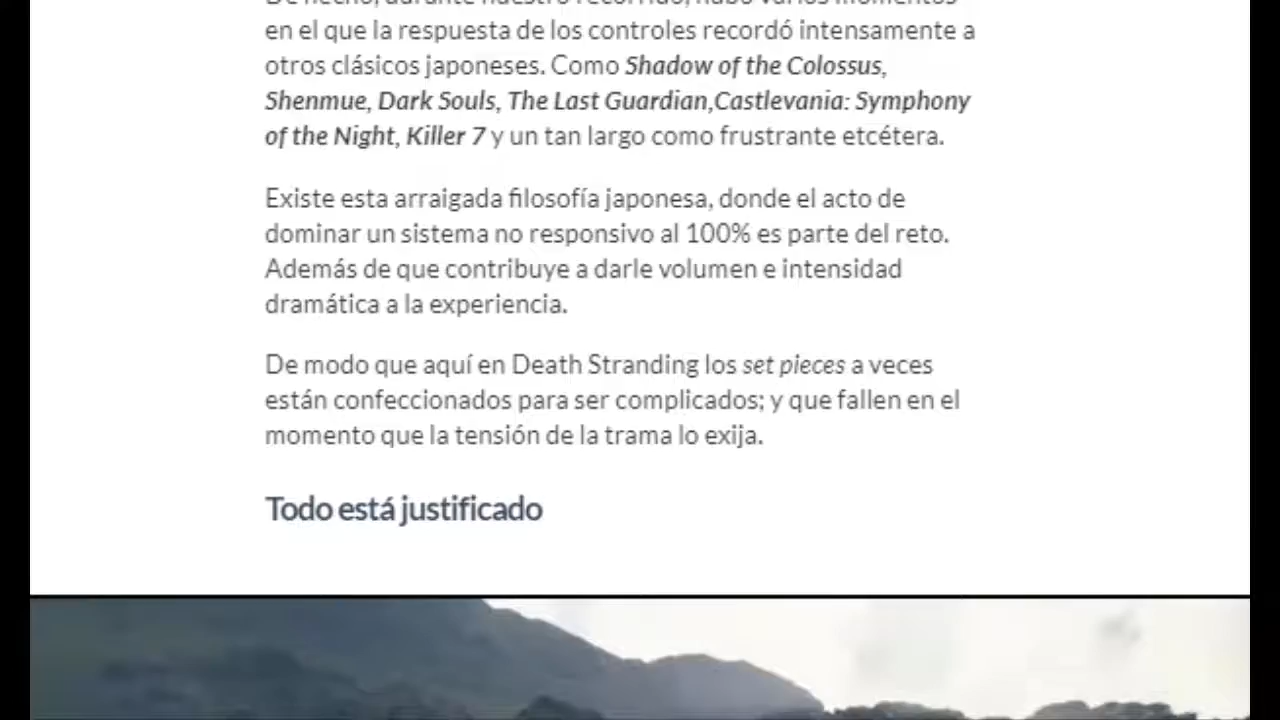 en el que la respuesta de los controles recordó intensamente a
otros clásicos japoneses. Como Shadow of the Colossus,
Shenmue, Dark Souls, The Last Guardian,Castlevania: Symphony
of the Night, Killer 7 y un tan largo como frustrante etcétera.
Existe esta arraigada filosofía japonesa, donde el acto de
dominar un sistema no responsivo al 100% es parte del reto.
Además de que contribuye a darle volumen e intensidad
dramática a la experiencia.
De modo que aquí en Death Stranding los set pieces a veces
están confeccionados para ser complicados; y que fallen en el
momento que la tensión de la trama lo exija.
Todo está justificado